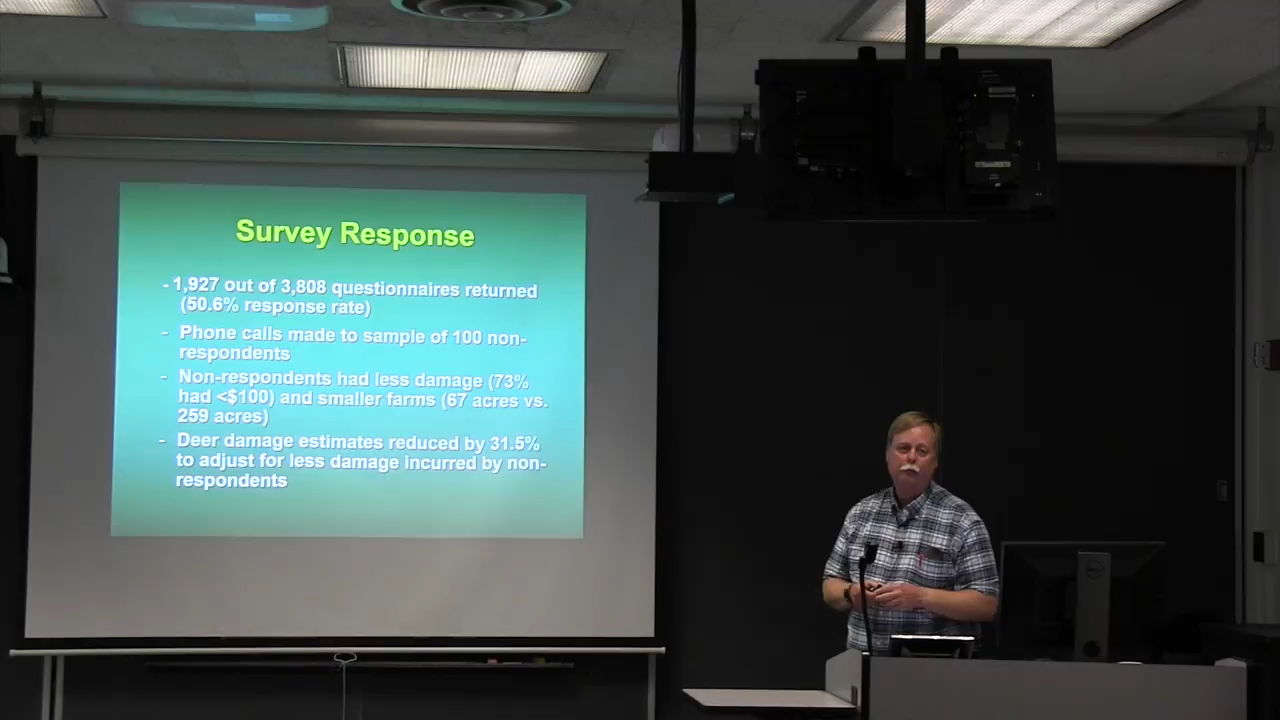 Survey Response
- 1,927 out of 3,808 questionnaires returned
(50.6% response rate)
- Phone calls made to sample of 100 non-
respondents
- Non-respondents had less damage (73%
had <$100) and smaller farms (67 acres vs.
259 acres)
- Deer damage estimates reduced by 31.5%
to adjust for less damage incurred by non-
respondents
DELL